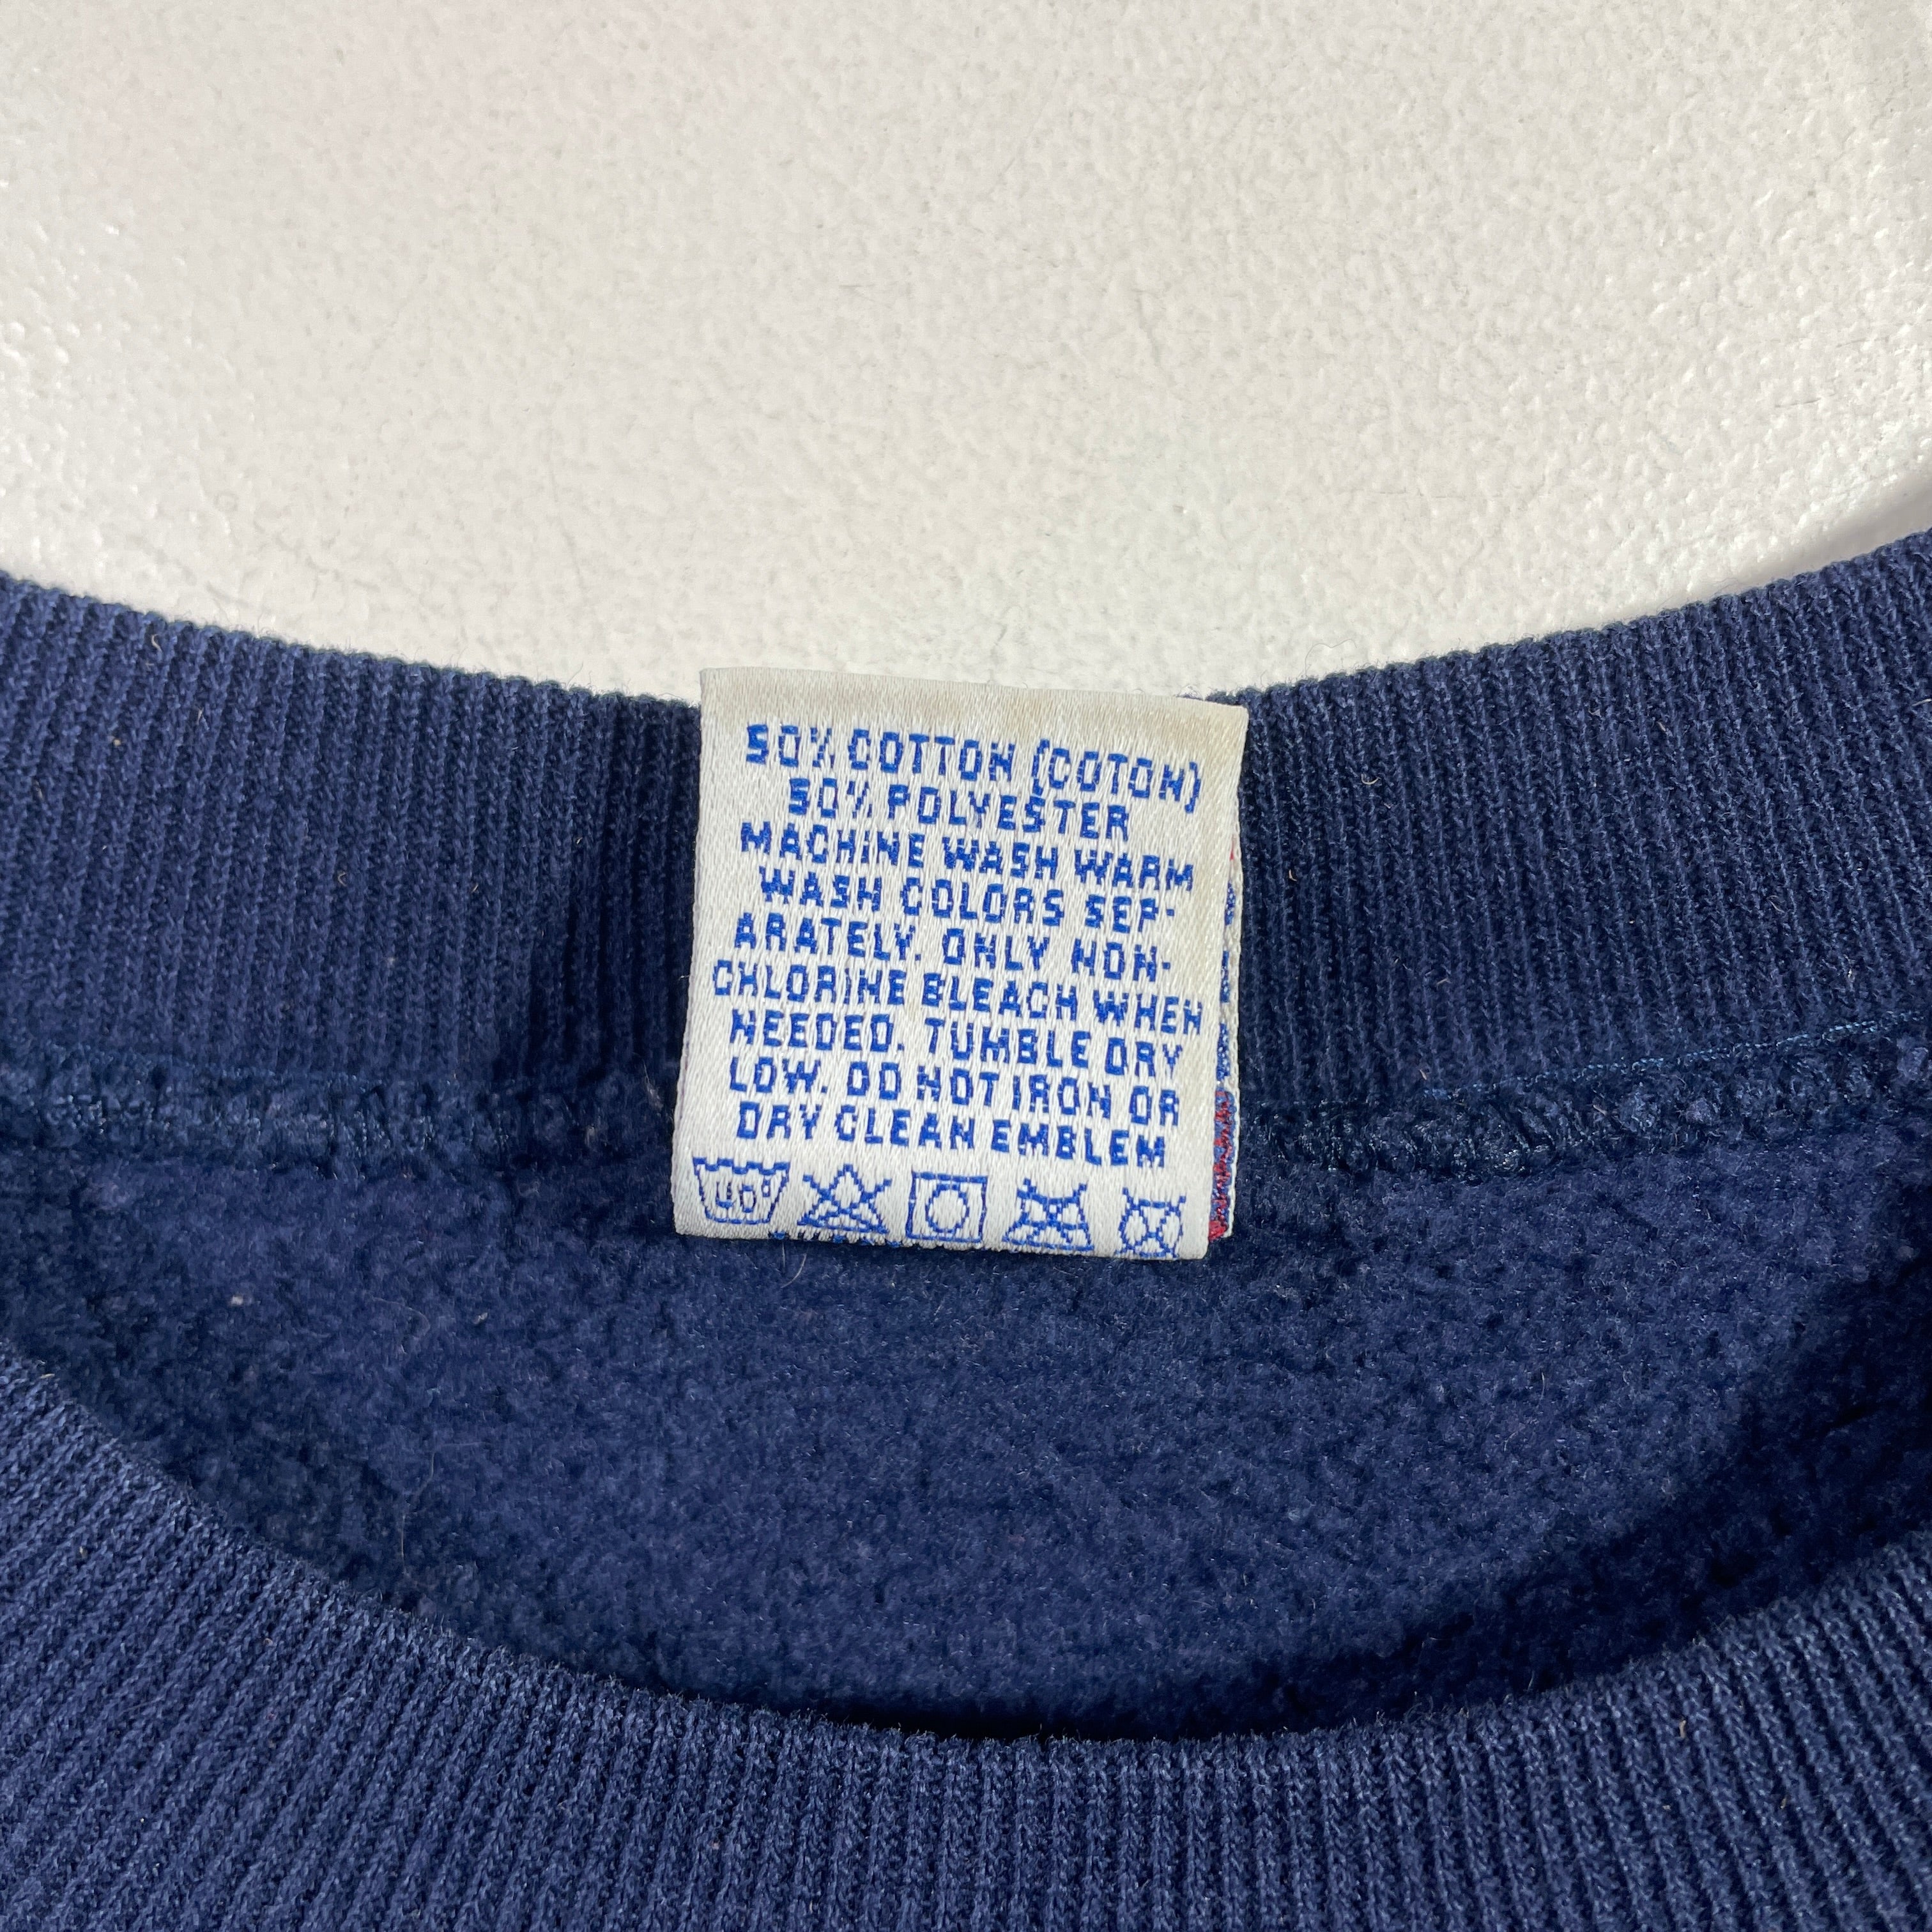 50% COTTON (COTON)
50% POLYESTER
MACHINE WASH WARM
WASH COLORS SEP-
ARATELY. ONLY NON-
CHLORINE BLEACH WHEN
NEEDED. TUMBLE DRY
LOW. DO NOT IRON OR
DRY CLEAN EMBLEM
40°